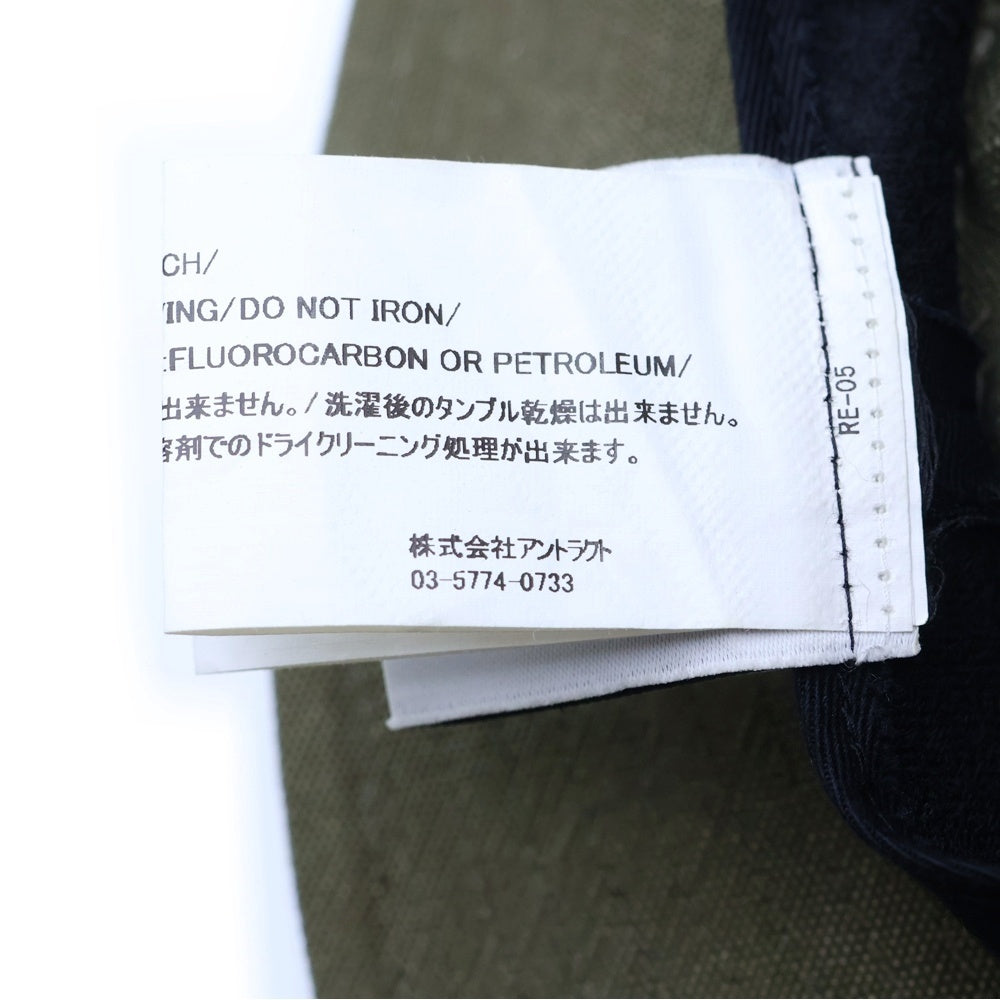 CH/
ING/DO NOT IRON/
FLUOROCARBON OR PETROLEUM/
出来ません。/ 洗濯後のタンブル乾燥は出来ません。
溶剤でのドライクリーニング処理が出来ます。
株式会社アントラクト
03-5774-0733
RE-05